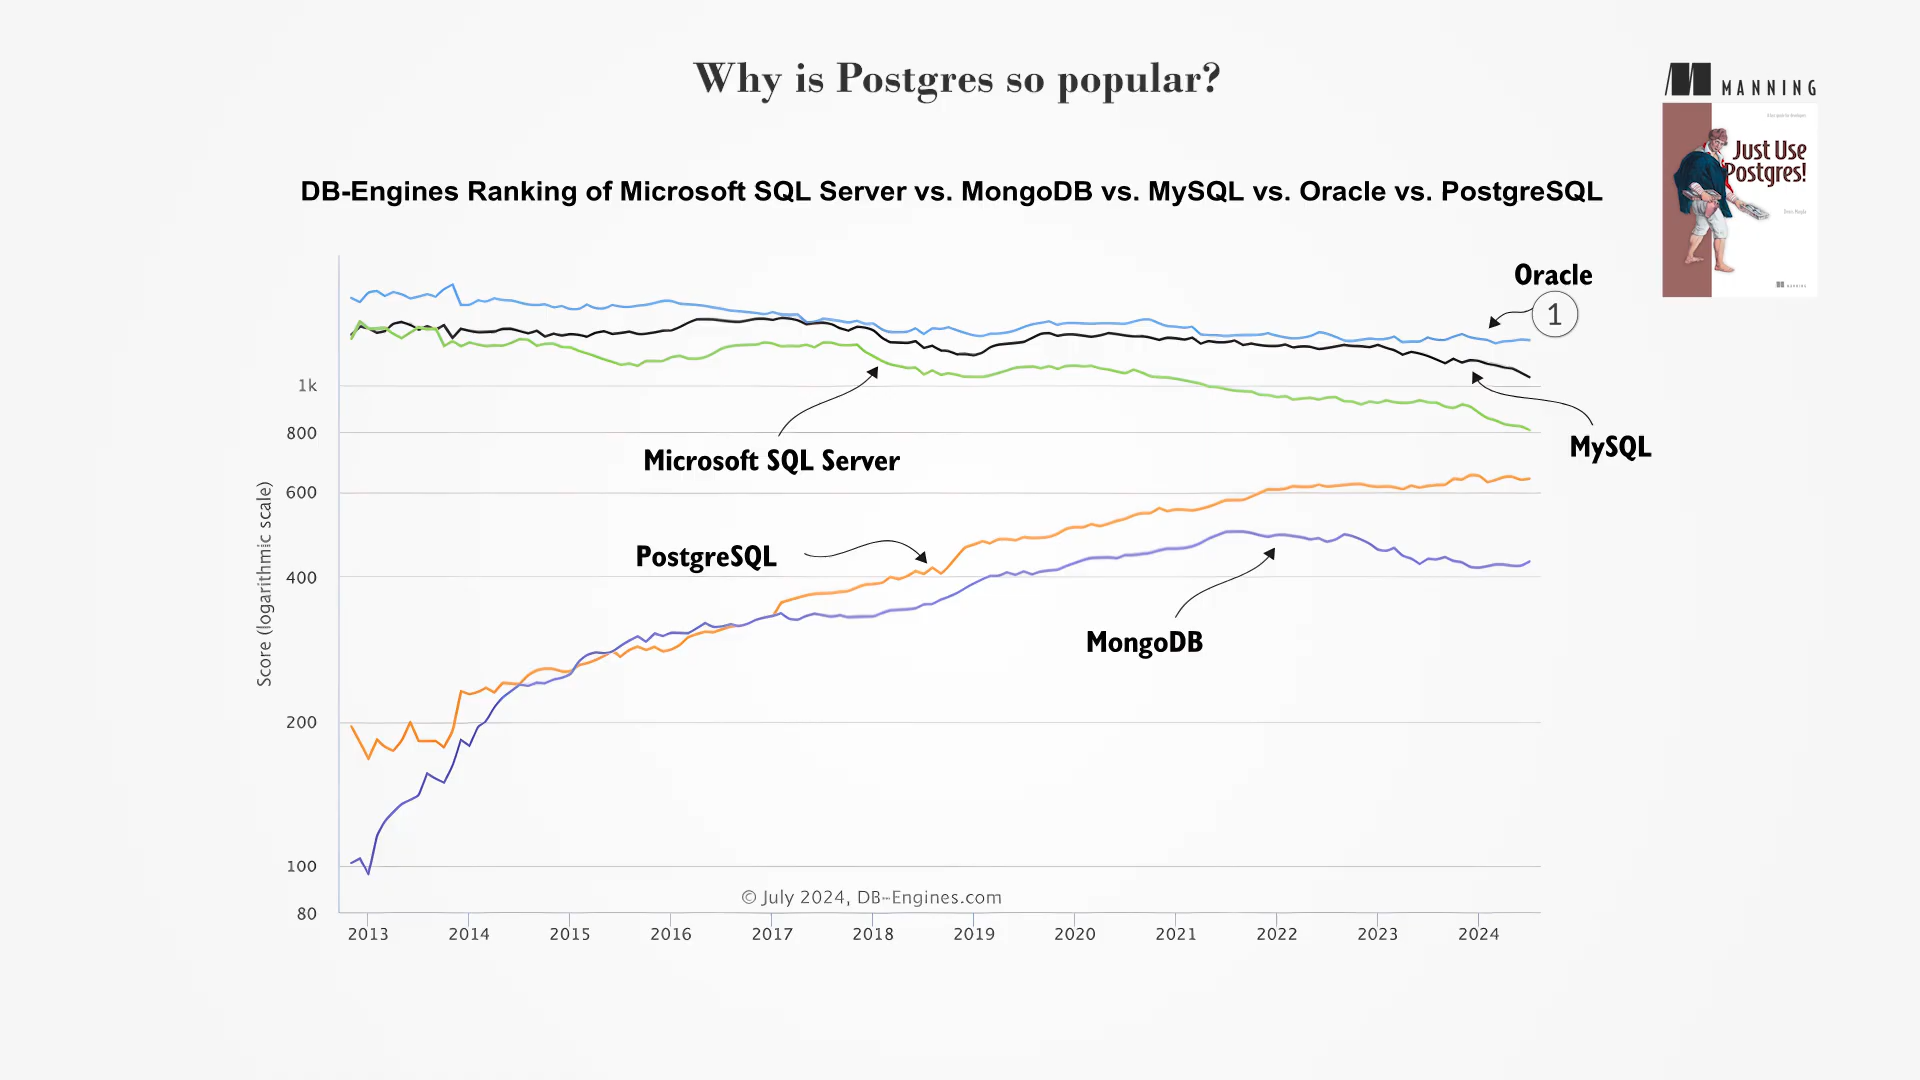 Why is Postgres so popular?
MANNING
Just Use
Postgres!
MANNING
DB-Engines Ranking of Microsoft SQL Server vs. MongoDB vs. MySQL vs. Oracle vs. PostgreSQL
Oracle
1
MySQL
Microsoft SQL Server
PostgreSQL
MongoDB
Score (logarithmic scale)
1k
800
600
400
200
100
80
© July 2024, DB-Engines.com
2013 2014 2015 2016 2017 2018 2019 2020 2021 2022 2023 2024